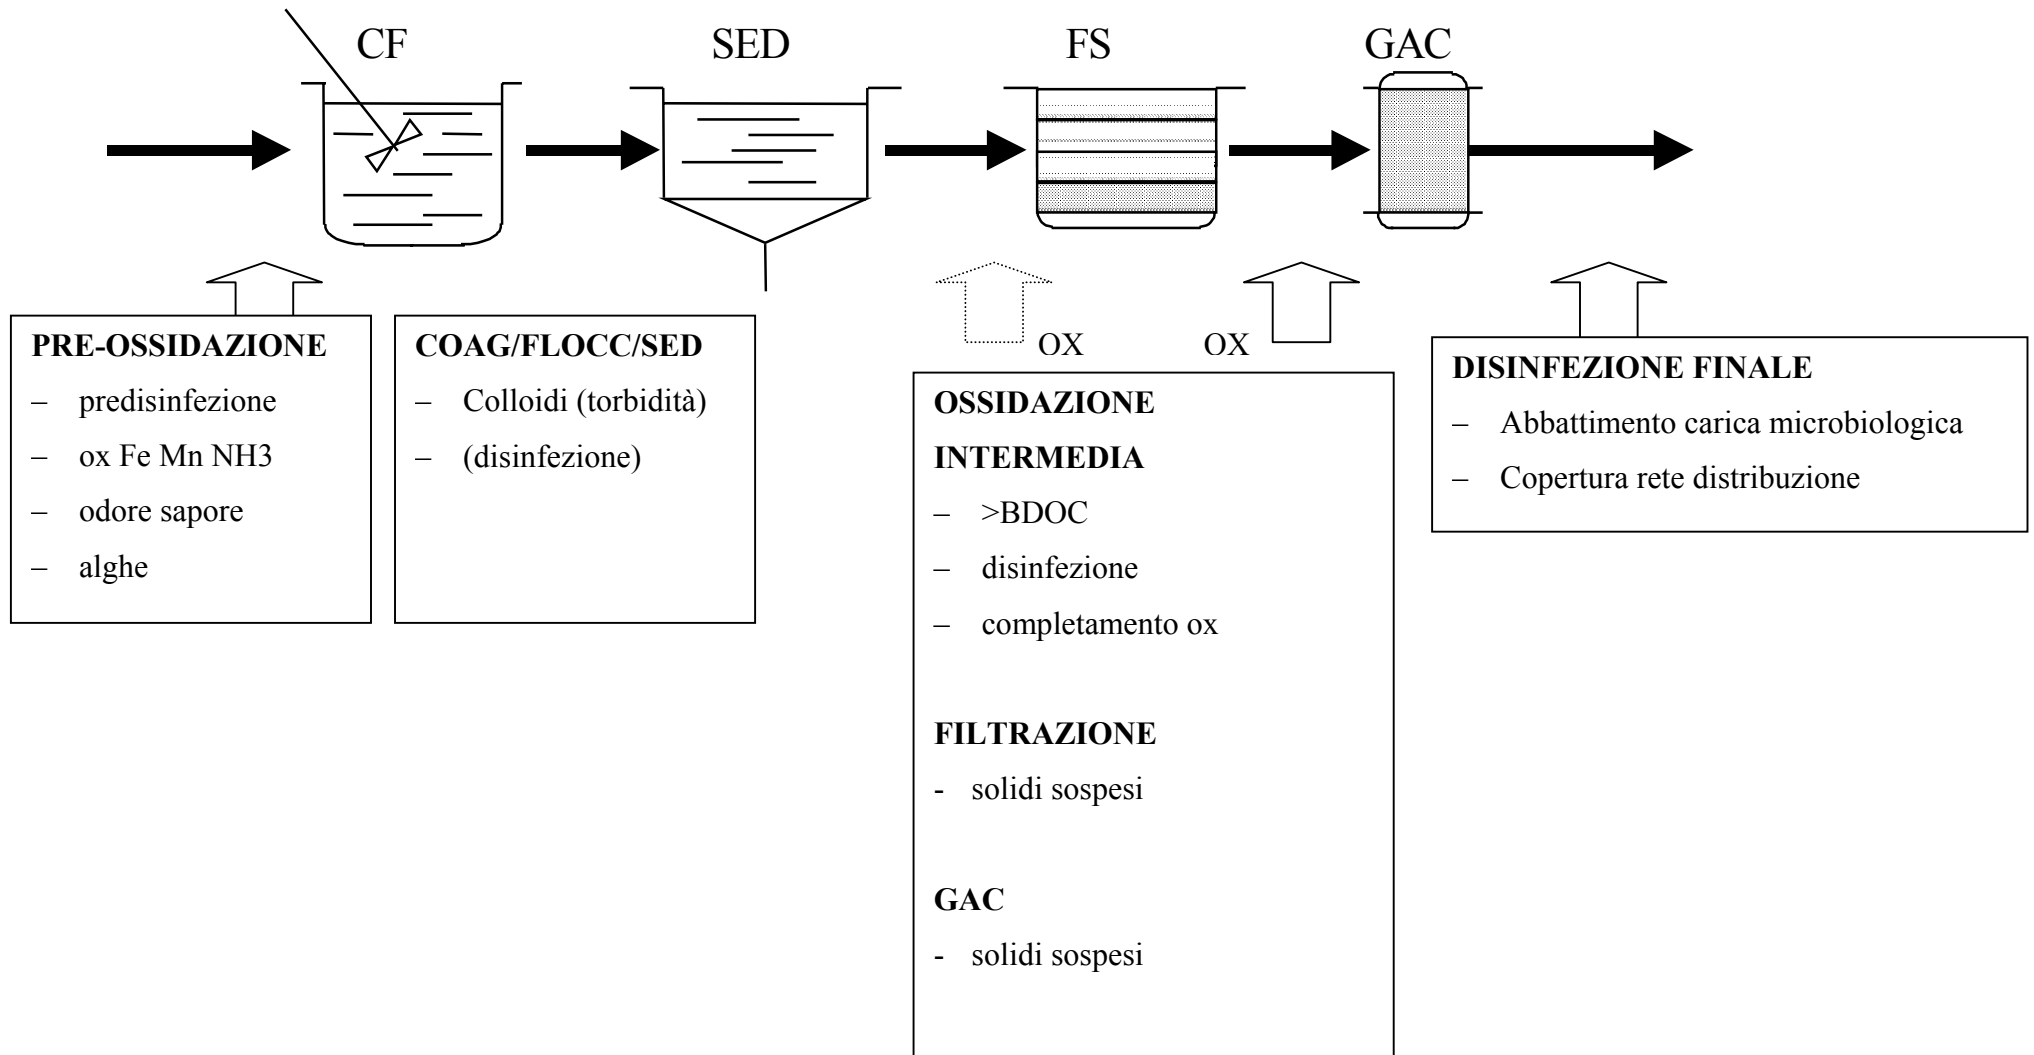 CF
SED
FS
GAC
PRE-OSSIDAZIONE
– predisinfezione
– ox Fe Mn NH3
– odore sapore
– alghe
COAG/FLOCC/SED
– Colloidi (torbidità)
– (disinfezione)
OX
OX
OSSIDAZIONE
INTERMEDIA
– >BDOC
– disinfezione
– completamento ox
FILTRAZIONE
- solidi sospesi
GAC
- solidi sospesi
DISINFEZIONE FINALE
– Abbattimento carica microbiologica
– Copertura rete distribuzione